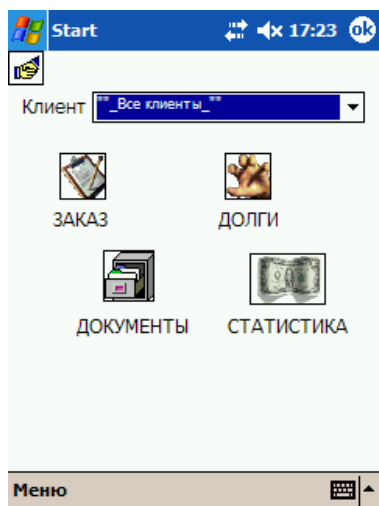 Start 17:23 ok
Клиент ""_Все клиенты_""
ЗАКАЗ ДОЛГИ
ДОКУМЕНТЫ СТАТИСТИКА
Меню